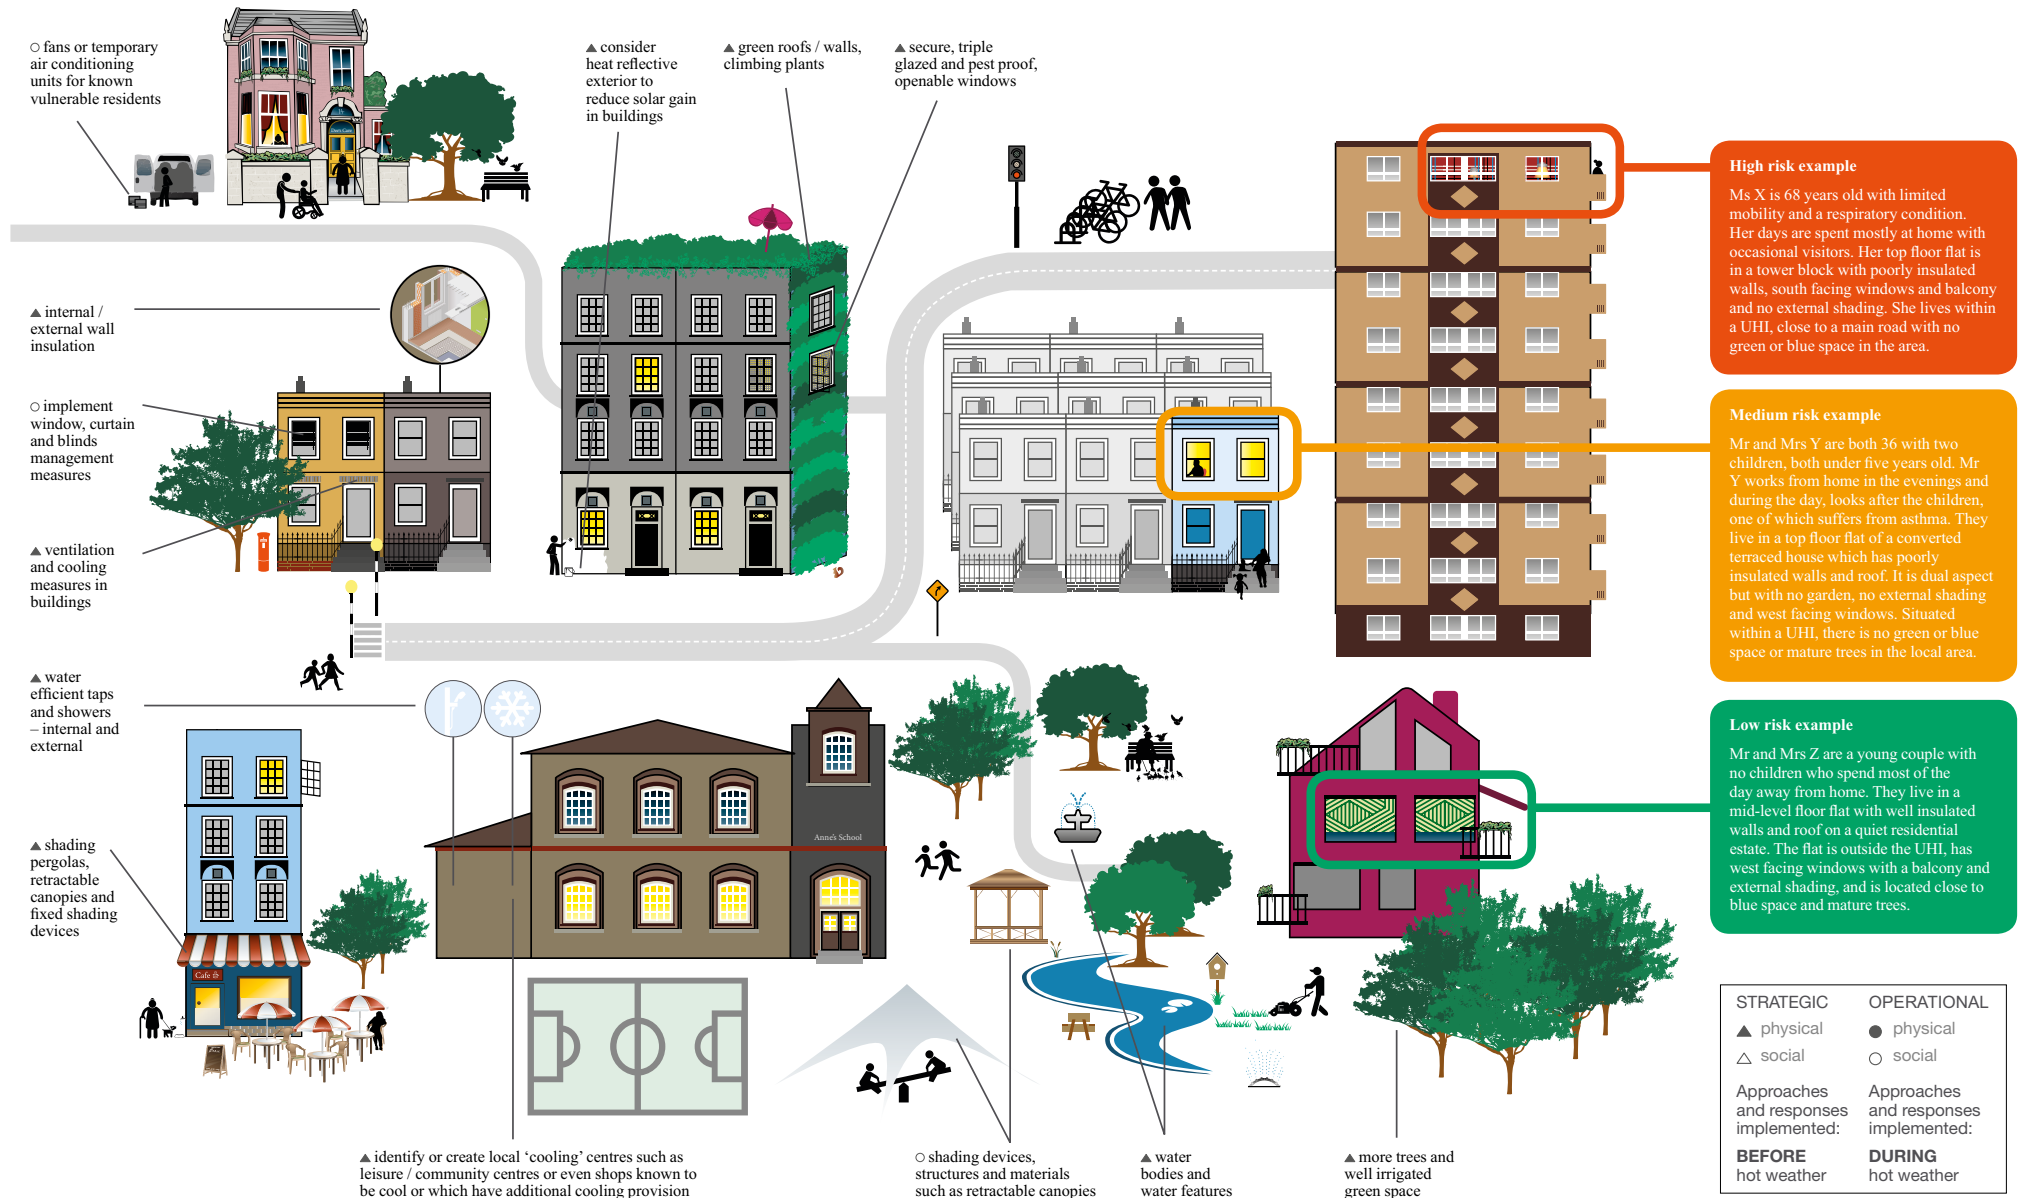 ○ fans or temporary
air conditioning
units for known
vulnerable residents
▲ consider
heat reflective
exterior to
reduce solar gain
in buildings
▲ green roofs / walls,
climbing plants
▲ secure, triple
glazed and pest proof,
openable windows
▲ internal /
external wall
insulation
○ implement
window, curtain
and blinds
management
measures
▲ ventilation
and cooling
measures in
buildings
▲ water
efficient taps
and showers
– internal and
external
▲ shading
pergolas,
retractable
canopies and
fixed shading
devices
Cafe
Anne's School
High risk example
Ms X is 68 years old with limited
mobility and a respiratory condition.
Her days are spent mostly at home with
occasional visitors. Her top floor flat is
in a tower block with poorly insulated
walls, south facing windows and balcony
and no external shading. She lives within
a UHI, close to a main road with no
green or blue space in the area.
Medium risk example
Mr and Mrs Y are both 36 with two
children, both under five years old. Mr
Y works from home in the evenings and
during the day, looks after the children,
one of which suffers from asthma. They
live in a top floor flat of a converted
terraced house which has poorly
insulated walls and roof. It is dual aspect
but with no garden, no external shading
and west facing windows. Situated
within a UHI, there is no green or blue
space or mature trees in the local area.
Low risk example
Mr and Mrs Z are a young couple with
no children who spend most of the
day away from home. They live in a
mid-level floor flat with well insulated
walls and roof on a quiet residential
estate. The flat is outside the UHI, has
west facing windows with a balcony and
external shading, and is located close to
blue space and mature trees.
▲ identify or create local ‘cooling’ centres such as
leisure / community centres or even shops known to
be cool or which have additional cooling provision
○ shading devices,
structures and materials
such as retractable canopies
▲ water
bodies and
water features
▲ more trees and
well irrigated
green space
STRATEGIC
▲ physical
△ social
Approaches
and responses
implemented:
BEFORE
hot weather
OPERATIONAL
● physical
○ social
Approaches
and responses
implemented:
DURING
hot weather